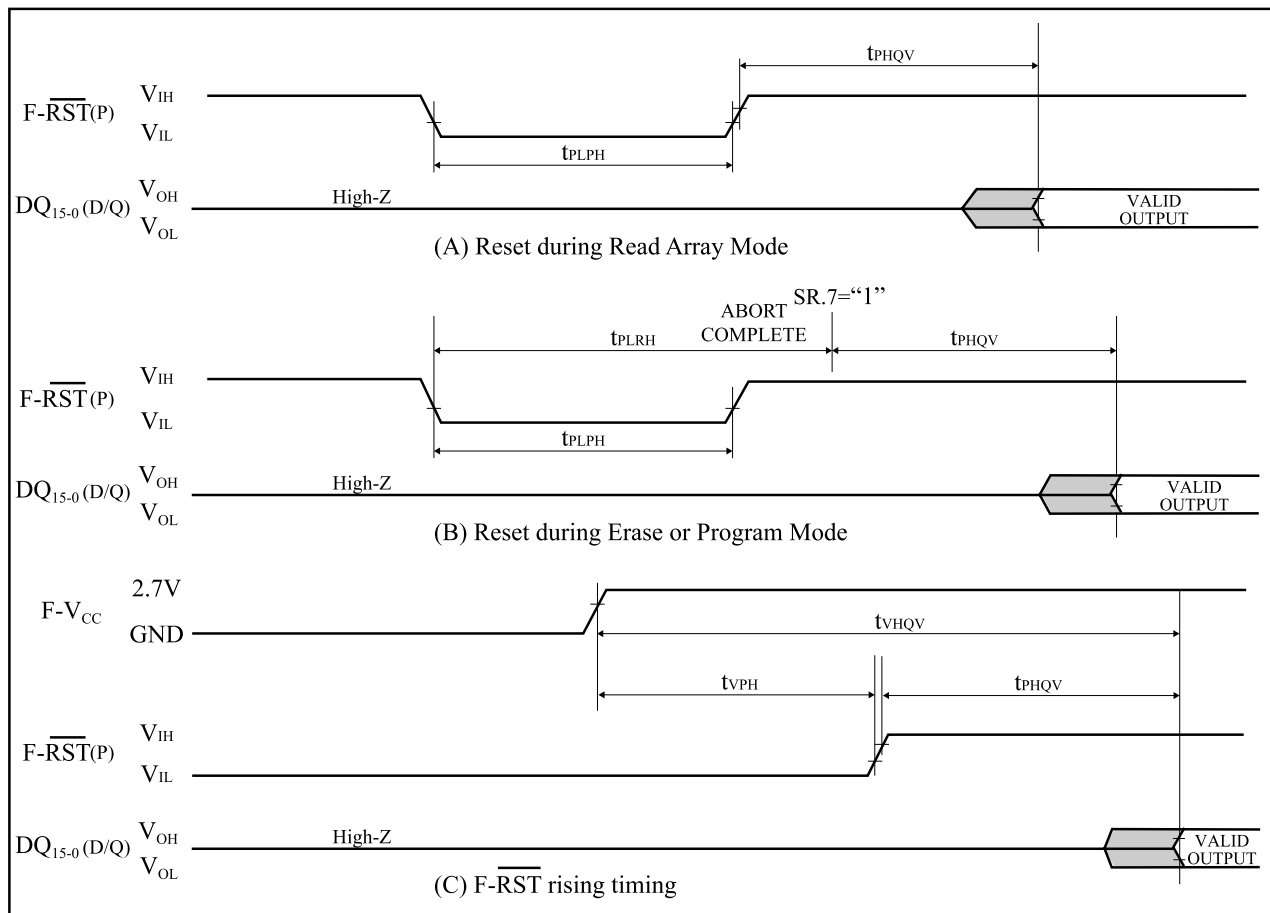 tPHQV
F-RST(P)
VIH
VIL
tPLPH
DQ15-0 (D/Q)
VOH
VOL
High-Z
VALID
OUTPUT
(A) Reset during Read Array Mode
SR.7=“1”
ABORT
COMPLETE
tPLRH
tPHQV
F-RST(P)
VIH
VIL
tPLPH
DQ15-0 (D/Q)
VOH
VOL
High-Z
VALID
OUTPUT
(B) Reset during Erase or Program Mode
F-VCC
2.7V
GND
tVHQV
tVPH
tPHQV
F-RST(P)
VIH
VIL
DQ15-0 (D/Q)
VOH
VOL
High-Z
VALID
OUTPUT
(C) F-RST rising timing